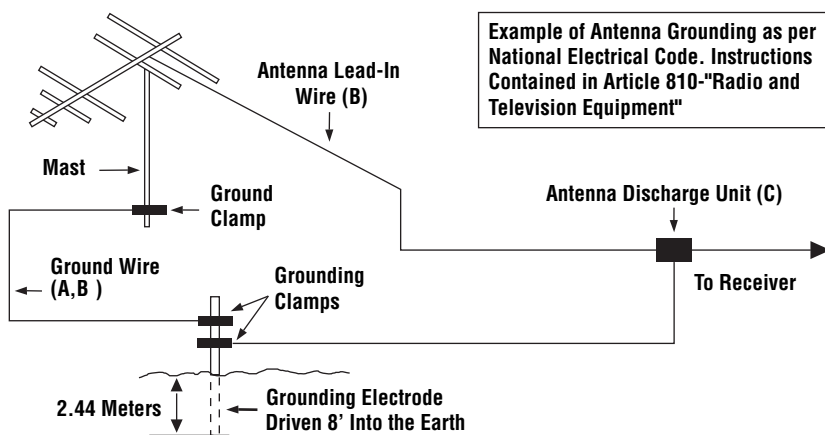 Example of Antenna Grounding as per
National Electrical Code. Instructions
Contained in Article 810-"Radio and
Television Equipment"
Antenna Lead-In
Wire (B)
Mast
Ground
Clamp
Antenna Discharge Unit (C)
Ground Wire
(A,B )
Grounding
Clamps
To Receiver
2.44 Meters
Grounding Electrode
Driven 8' Into the Earth